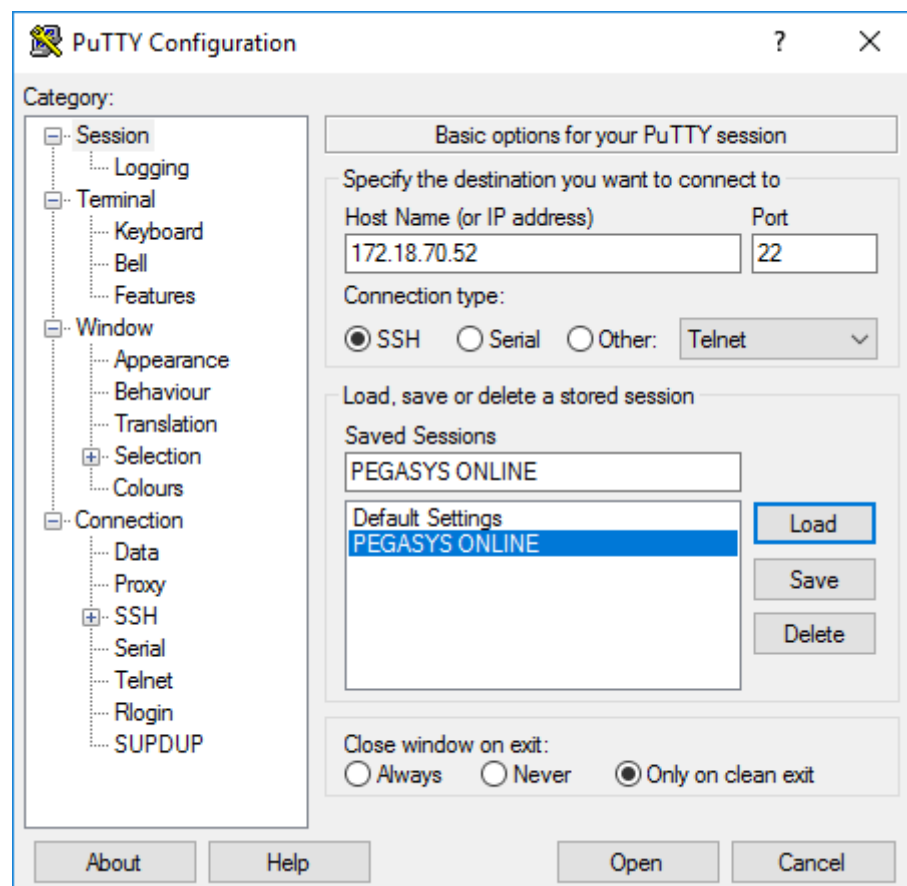 PuTTY Configuration
?
Category:
Session
Logging
Terminal
Keyboard
Bell
Features
Window
Appearance
Behaviour
Translation
Selection
Colours
Connection
Data
Proxy
SSH
Serial
Telnet
Rlogin
SUPDUP
Basic options for your PuTTY session
Specify the destination you want to connect to
Host Name (or IP address) Port
172.18.70.52 22
Connection type:
SSH Serial Other: Telnet
Load, save or delete a stored session
Saved Sessions
PEGASYS ONLINE
Default Settings
PEGASYS ONLINE
Load
Save
Delete
Close window on exit:
Always Never Only on clean exit
About Help Open Cancel